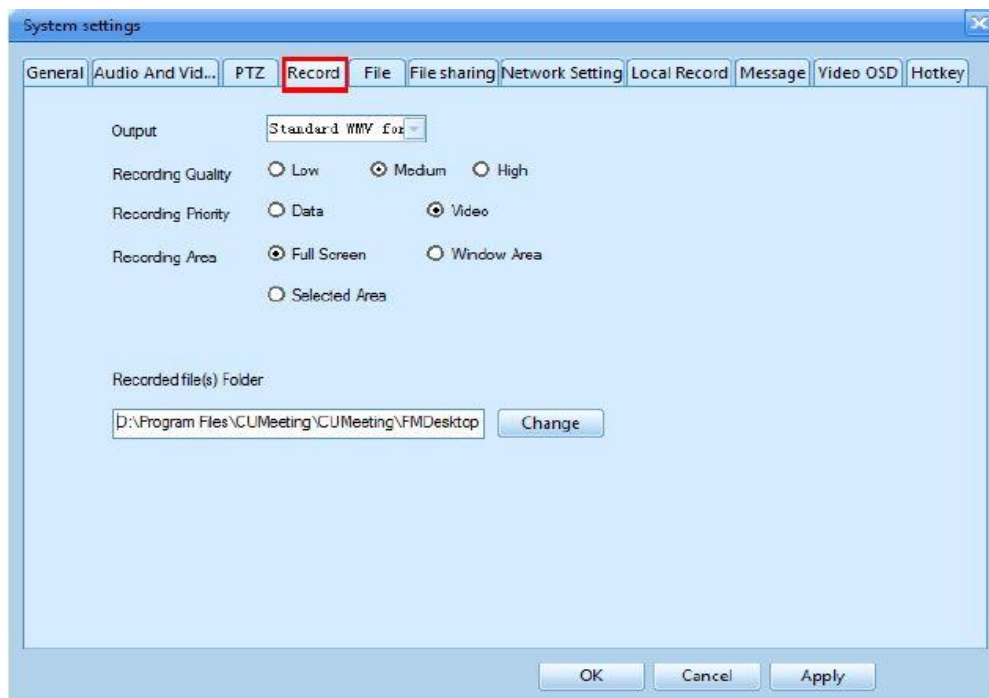 System settings
General Audio And Vid... PTZ Record File File sharing Network Setting Local Record Message Video OSD Hotkey
Output Standard WMV for
Recording Quality Low Medium High
Recording Priority Data Video
Recording Area Full Screen Window Area
Selected Area
Recorded file(s) Folder
D:\Program Files\CUMeeting\CUMeeting\FMDesktop Change
OK Cancel Apply